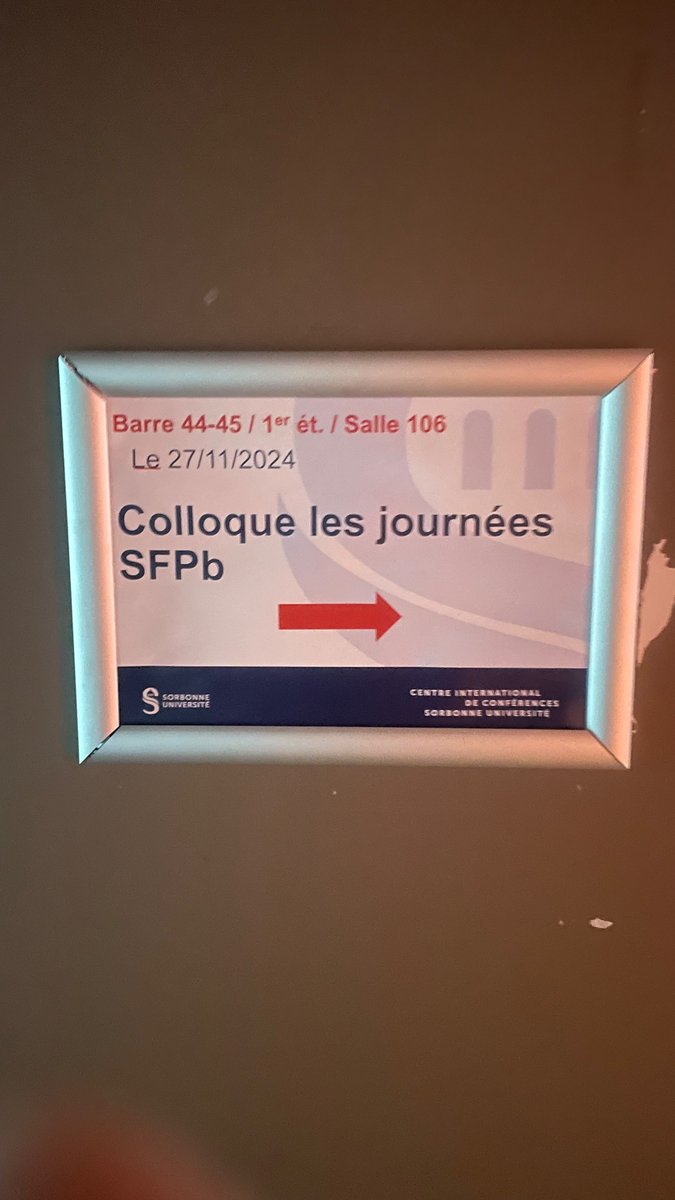 Barre 44-45 / 1er ét. / Salle 106
Le 27/11/2024
Colloque les journées
SFPb
SORBONNE
UNIVERSITÉ
CENTRE INTERNATIONAL
DE CONFÉRENCES
SORBONNE UNIVERSITÉ